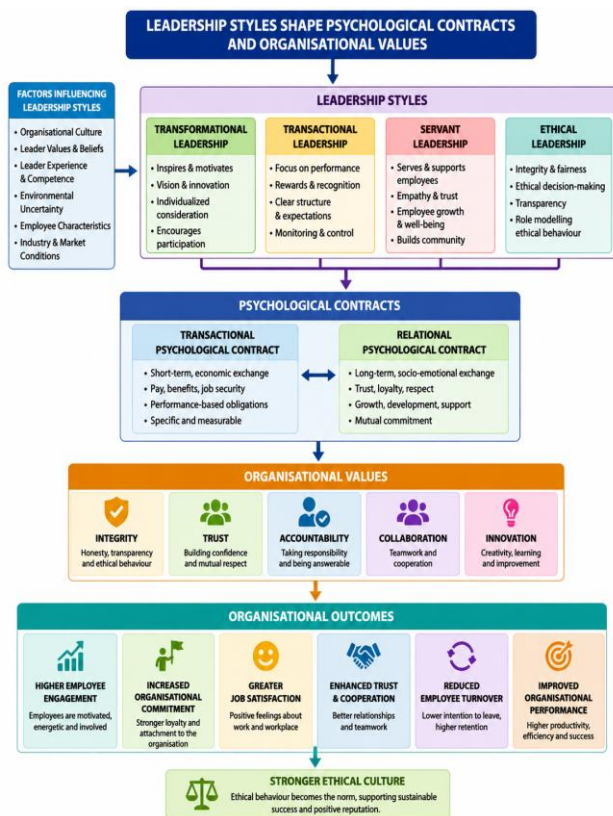 LEADERSHIP STYLES SHAPE PSYCHOLOGICAL CONTRACTS
AND ORGANISATIONAL VALUES
FACTORS INFLUENCING
LEADERSHIP STYLES
• Organisational Culture
• Leader Values & Beliefs
• Leader Experience
& Competence
• Environmental
Uncertainty
• Employee Characteristics
• Industry & Market
Conditions
LEADERSHIP STYLES
TRANSFORMATIONAL
LEADERSHIP
• Inspires & motivates
• Vision & innovation
• Individualized
consideration
• Encourages
participation
TRANSACTIONAL
LEADERSHIP
• Focus on performance
• Rewards & recognition
• Clear structure
& expectations
• Monitoring & control
SERVANT
LEADERSHIP
• Serves & supports
employees
• Empathy & trust
• Employee growth
& well-being
• Builds community
ETHICAL
LEADERSHIP
• Integrity & fairness
• Ethical decision-making
• Transparency
• Role modelling
ethical behaviour
PSYCHOLOGICAL CONTRACTS
TRANSACTIONAL
PSYCHOLOGICAL CONTRACT
• Short-term, economic exchange
• Pay, benefits, job security
• Performance-based obligations
• Specific and measurable
RELATIONAL
PSYCHOLOGICAL CONTRACT
• Long-term, socio-emotional exchange
• Trust, loyalty, respect
• Growth, development, support
• Mutual commitment
ORGANISATIONAL VALUES
INTEGRITY
Honesty, transparency
and ethical behaviour
TRUST
Building confidence
and mutual respect
ACCOUNTABILITY
Taking responsibility
and being answerable
COLLABORATION
Teamwork and
cooperation
INNOVATION
Creativity, learning
and improvement
ORGANISATIONAL OUTCOMES
HIGHER EMPLOYEE
ENGAGEMENT
Employees are motivated,
energetic and involved
INCREASED
ORGANISATIONAL
COMMITMENT
Stronger loyalty and
attachment to the
organisation
GREATER
JOB SATISFACTION
Positive feelings about
work and workplace
ENHANCED TRUST
& COOPERATION
Better relationships
and teamwork
REDUCED
EMPLOYEE TURNOVER
Lower intention to leave,
higher retention
IMPROVED
ORGANISATIONAL
PERFORMANCE
Higher productivity,
efficiency and success
STRONGER ETHICAL CULTURE
Ethical behaviour becomes the norm, supporting sustainable
success and positive reputation.